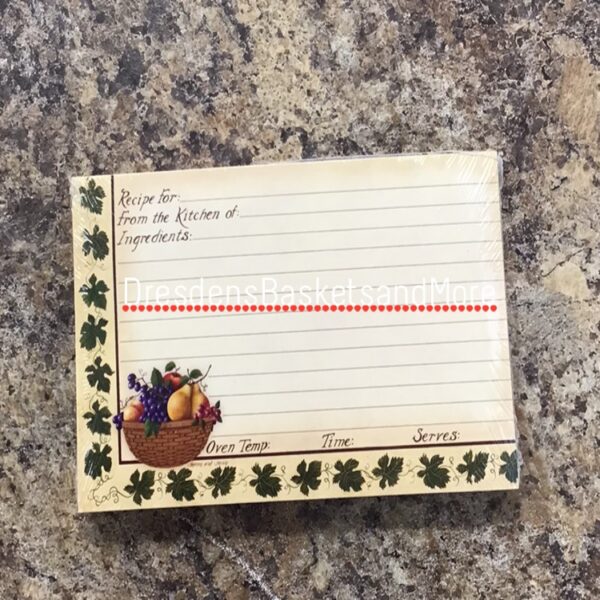 Recipe For:
From the Kitchen of:
Ingredients:
DresdensBasketsandMore
Oven Temp: Time: Serves: